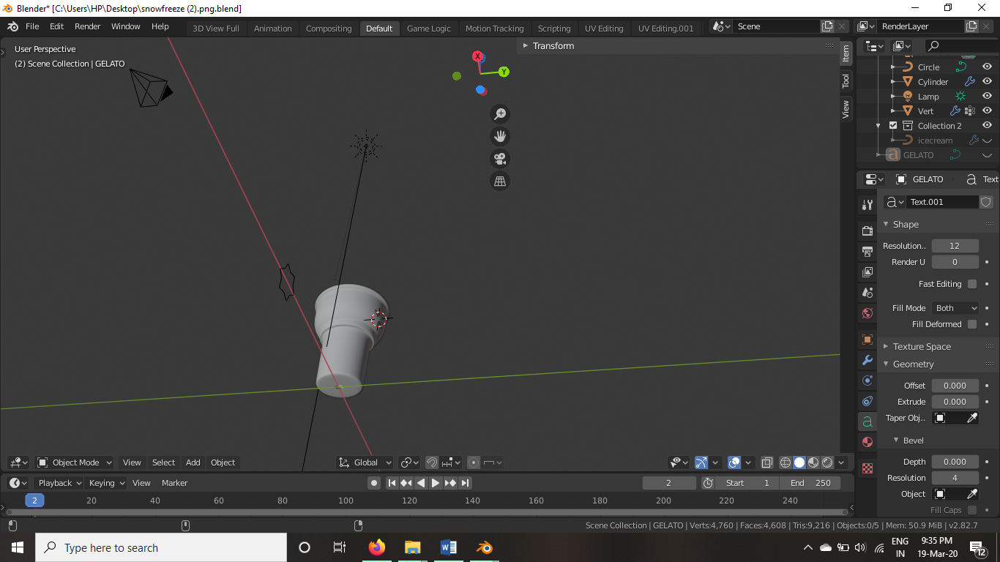 Blender* [C:\Users\HP\Desktop\snowfreeze (2).png.blend]
File Edit Render Window Help 3D View Full Animation Compositing Default Game Logic Motion Tracking Scripting UV Editing UV Editing.001 Scene RenderLayer
User Perspective
(2) Scene Collection | GELATO
Transform
X
Y
Item
Tool
View
Circle
Cylinder
Lamp
Vert
Collection 2
icecream
a GELATO
GELATO a Text
a Text.001
Shape
Resolution.. 12
Render U 0
Fast Editing
Fill Mode Both
Fill Deformed
Texture Space
Geometry
Offset 0.000
Extrude 0.000
Taper Obj..
Bevel
Depth 0.000
Resolution 4
Object
Fill Caps
Object Mode View Select Add Object Global
Playback Keying View Marker 2 Start 1 End 250
2 20 40 60 80 100 120 140 160 180 200 220 240
Scene Collection | GELATO | Verts:4,760 | Faces:4,608 | Tris:9,216 | Objects:0/5 | Mem: 50.9 MiB | v2.82.7
Type here to search
W
ENG
IN
9:35 PM
19-Mar-20
12